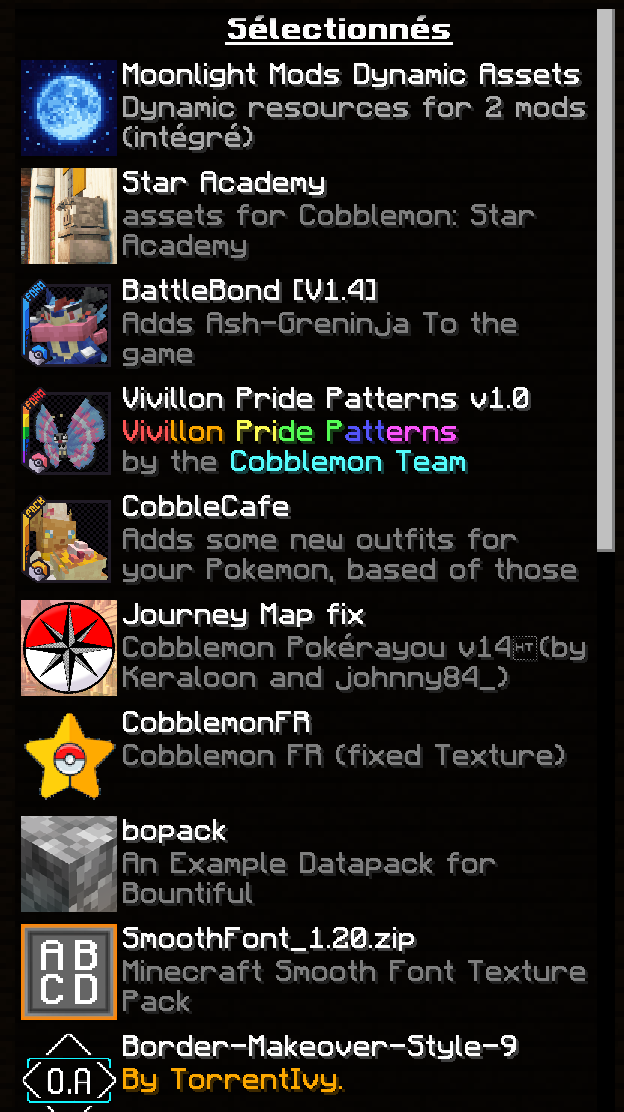 Sélectionnés
Moonlight Mods Dynamic Assets
Dynamic resources for 2 mods
(intégré)
Star Academy
assets for Cobblemon: Star
Academy
FORM
BattleBond [V1.4]
Adds Ash-Greninja To the
game
FORM
Vivillon Pride Patterns v1.0
Vivillon Pride Patterns
by the Cobblemon Team
PACK
CobbleCafe
Adds some new outfits for
your Pokemon, based of those
Journey Map fix
Cobblemon Pokérayou v14 HT (by
Keraloon and johnny84_)
CobblemonFR
Cobblemon FR (fixed Texture)
bopack
An Example Datapack for
Bountiful
A B
C D
SmoothFont_1.20.zip
Minecraft Smooth Font Texture
Pack
O.A
Border-Makeover-Style-9
By TorrentIvy.